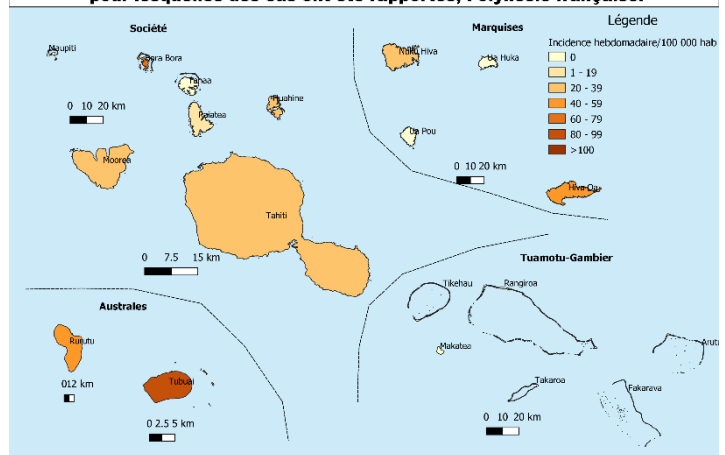 pour lesquelles des cas ont été rapportés, Polynésie française.
Société
Maupiti
Bora Bora
Tahaa
Huahine
Raiatea
0 10 20 km
Moorea
Tahiti
0 7.5 15 km
Marquises
Nuku Hiva
Ua Huka
Ua Pou
0 10 20 km
Hiva Oa
Légende
Incidence hebdomadaire/100 000 hab
0
1 - 19
20 - 39
40 - 59
60 - 79
80 - 99
>100
Australes
Rurutu
012 km
Tubuai
0 2.5 5 km
Tuamotu-Gambier
Tikehau
Rangiroa
Makatea
Arutu
Takaroa
Fakarava
0 10 20 km